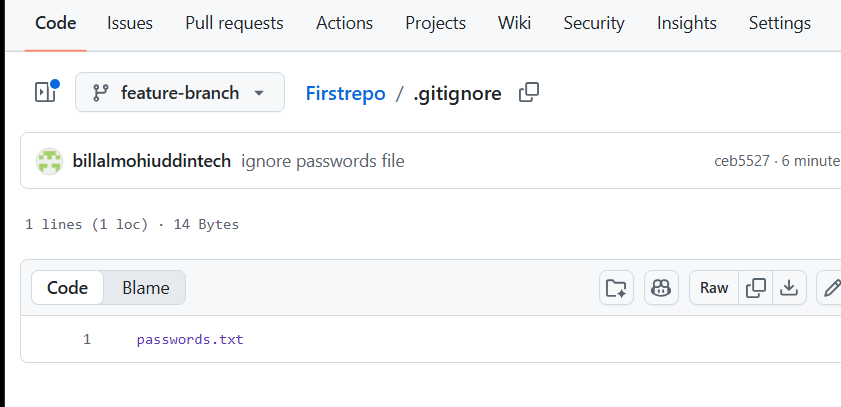 Code Issues Pull requests Actions Projects Wiki Security Insights Settings
feature-branch Firstrepo / .gitignore
billalmohiuddintech ignore passwords file ceb5527 · 6 minute
1 lines (1 loc) · 14 Bytes
Code Blame Raw
1 passwords.txt